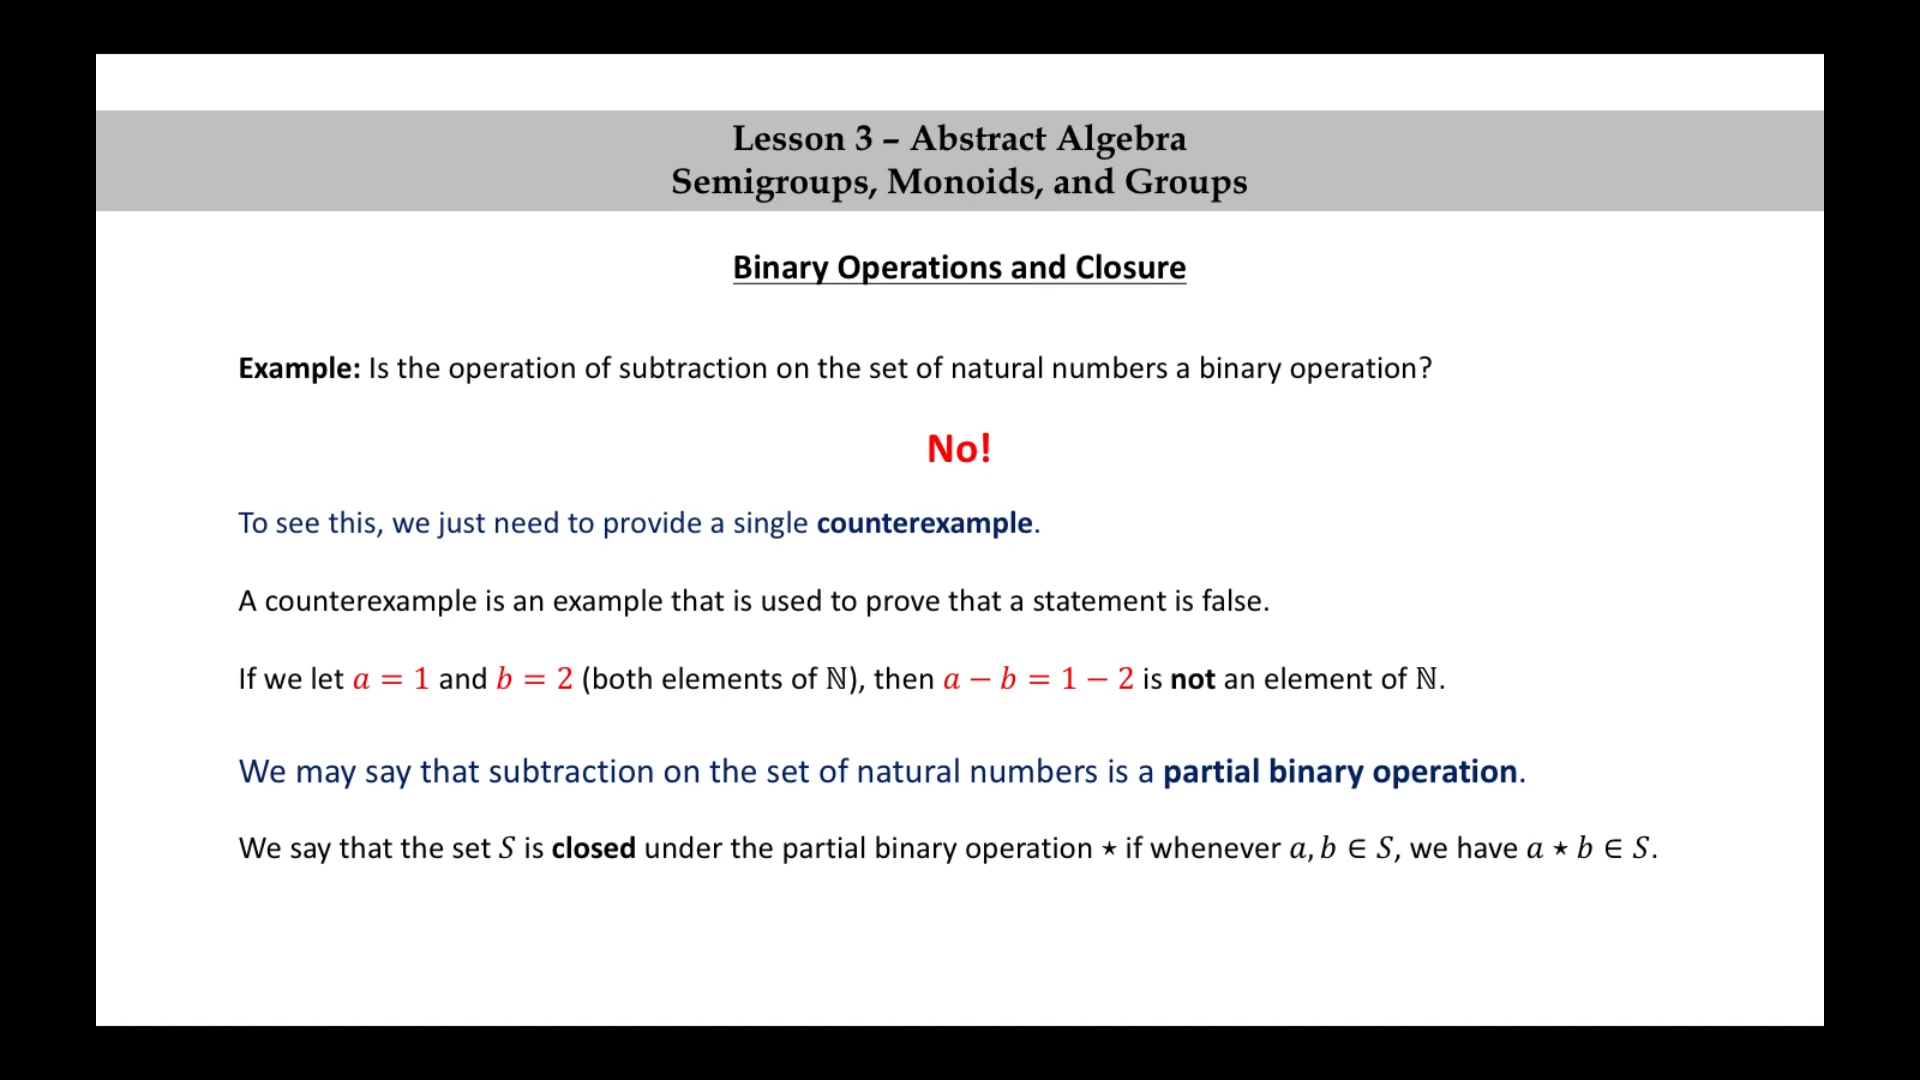 Lesson 3 – Abstract Algebra
Semigroups, Monoids, and Groups
Binary Operations and Closure
Example: Is the operation of subtraction on the set of natural numbers a binary operation?
No!
To see this, we just need to provide a single counterexample.
A counterexample is an example that is used to prove that a statement is false.
If we let 𝑎 = 1 and 𝑏 = 2 (both elements of ℕ), then 𝑎 − 𝑏 = 1 − 2 is not an element of ℕ.
We may say that subtraction on the set of natural numbers is a partial binary operation.
We say that the set 𝑆 is closed under the partial binary operation ⋆ if whenever 𝑎, 𝑏 ∈ 𝑆, we have 𝑎 ⋆ 𝑏 ∈ 𝑆.